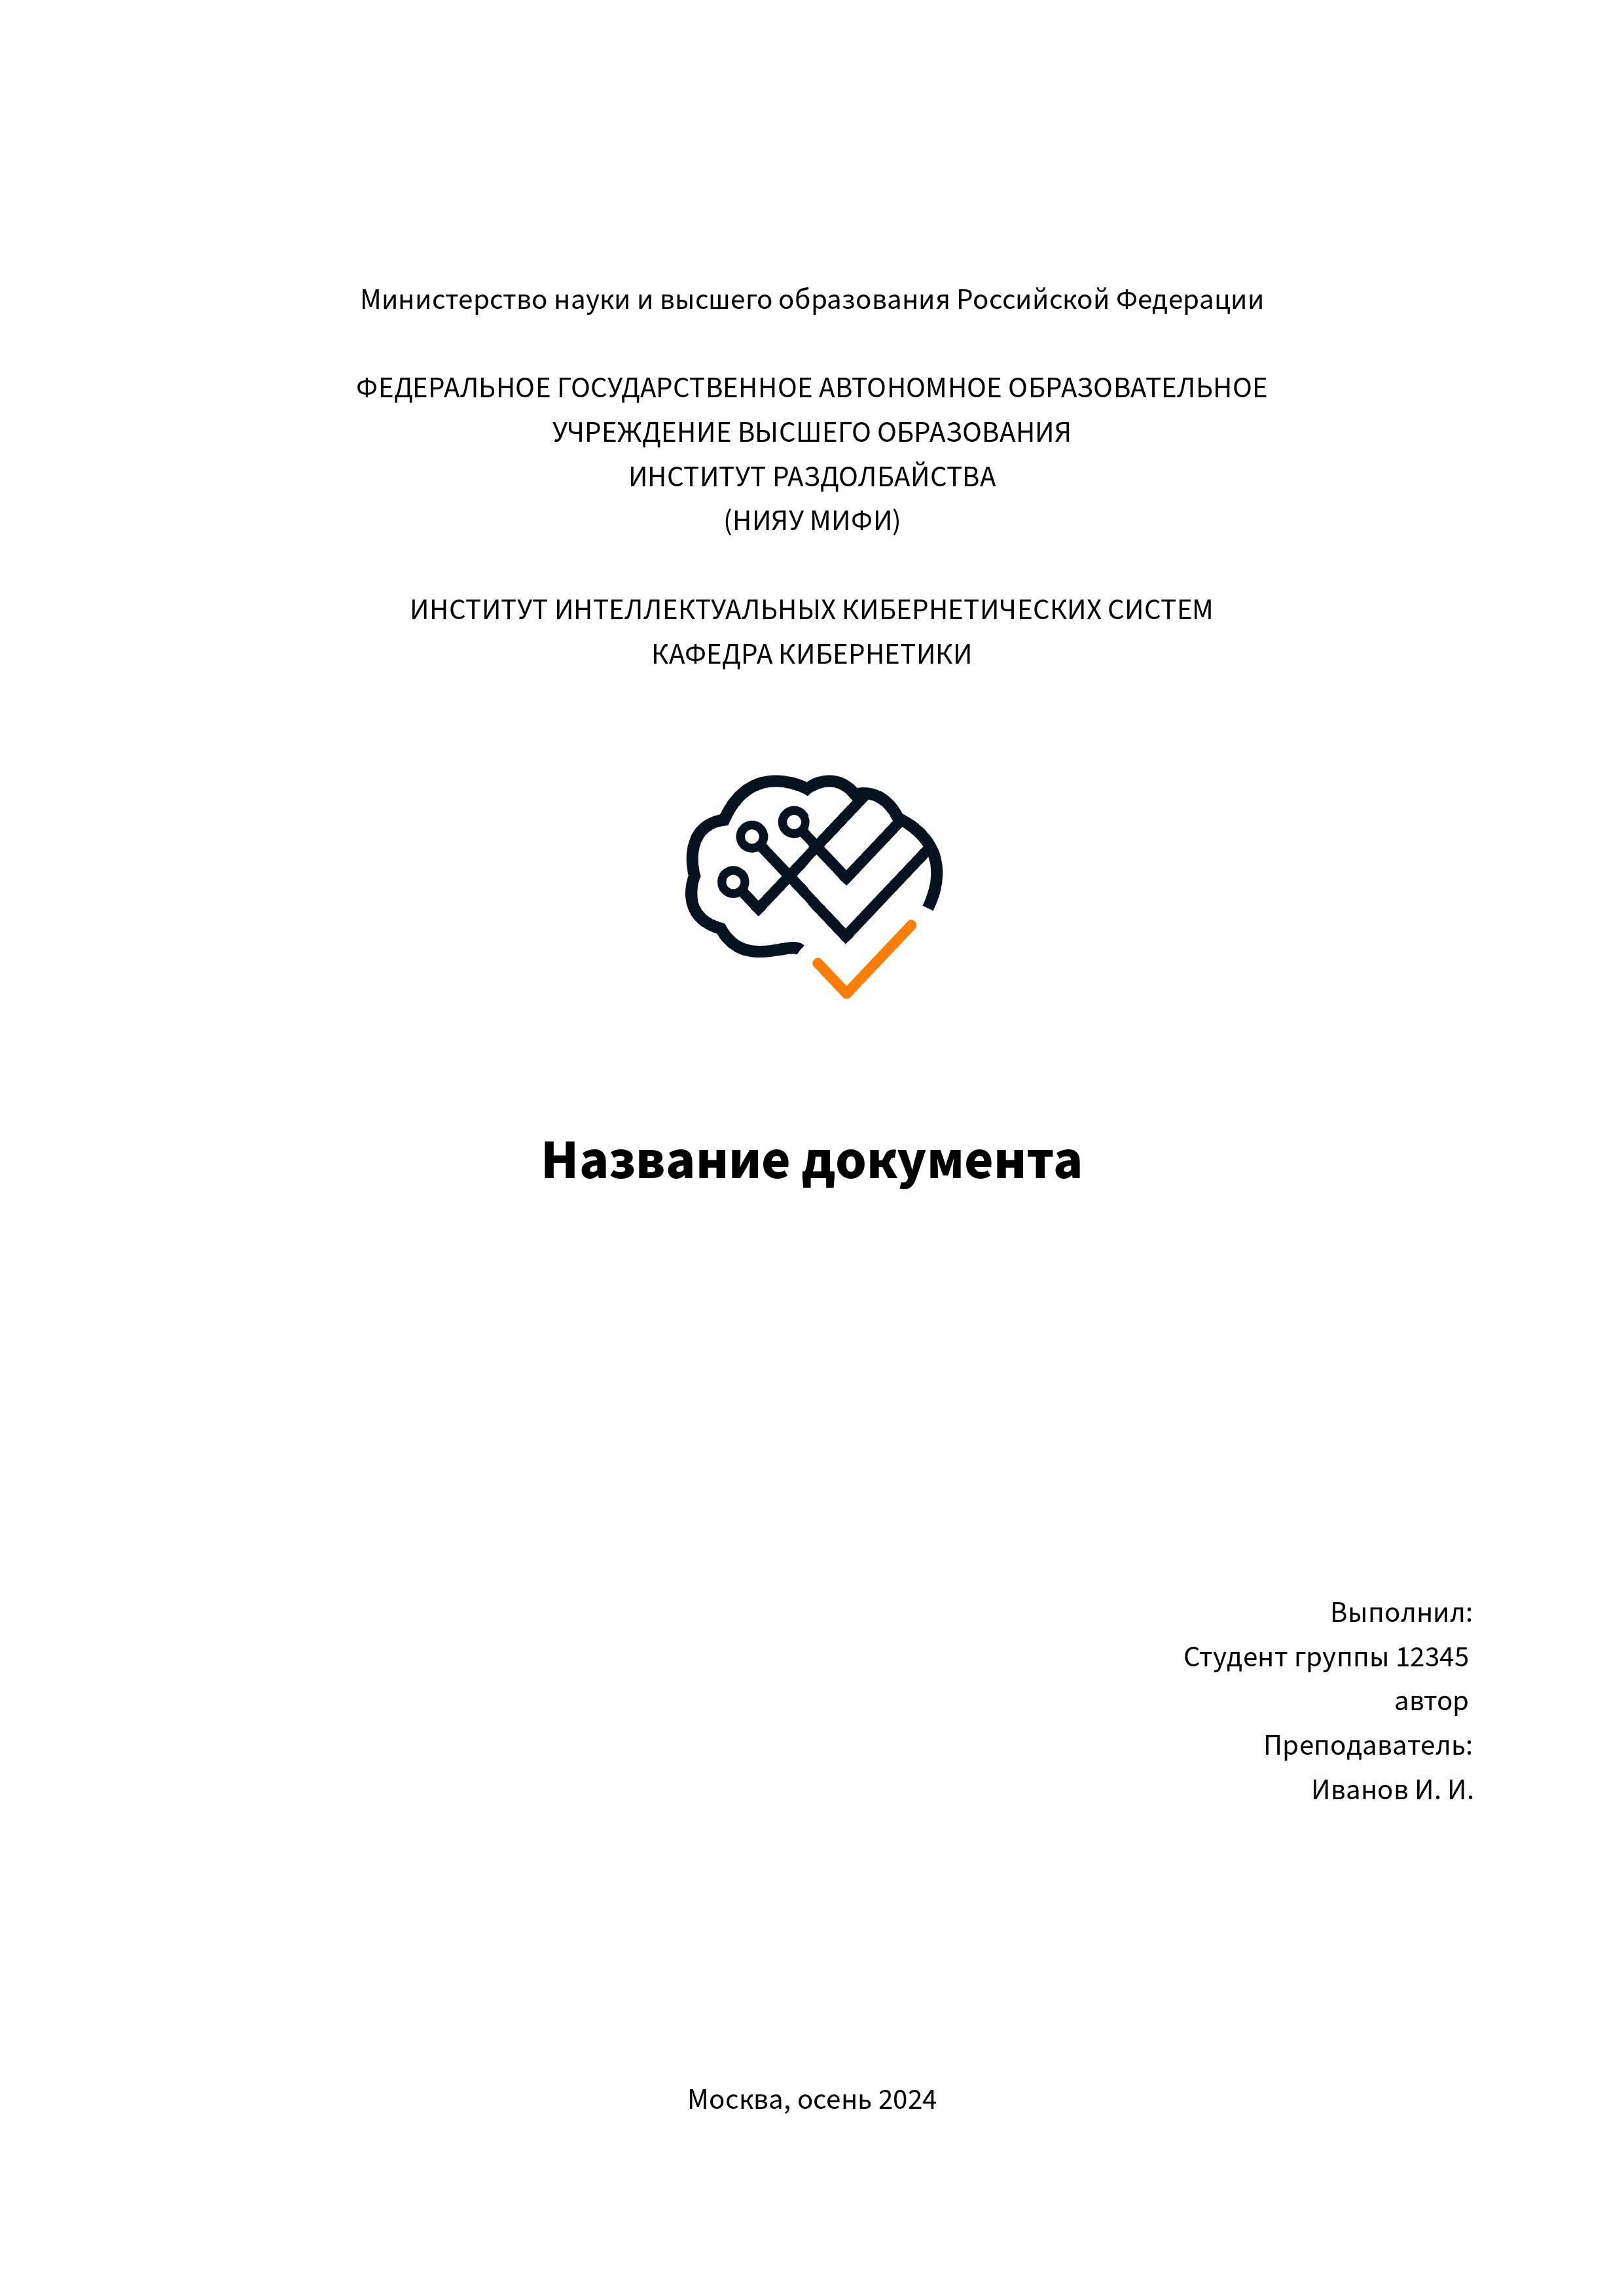 Министерство науки и высшего образования Российской Федерации
ФЕДЕРАЛЬНОЕ ГОСУДАРСТВЕННОЕ АВТОНОМНОЕ ОБРАЗОВАТЕЛЬНОЕ
УЧРЕЖДЕНИЕ ВЫСШЕГО ОБРАЗОВАНИЯ
ИНСТИТУТ РАЗДОЛБАЙСТВА
(НИЯУ МИФИ)
ИНСТИТУТ ИНТЕЛЛЕКТУАЛЬНЫХ КИБЕРНЕТИЧЕСКИХ СИСТЕМ
КАФЕДРА КИБЕРНЕТИКИ
Название документа
Выполнил:
Студент группы 12345
автор
Преподаватель:
Иванов И. И.
Москва, осень 2024